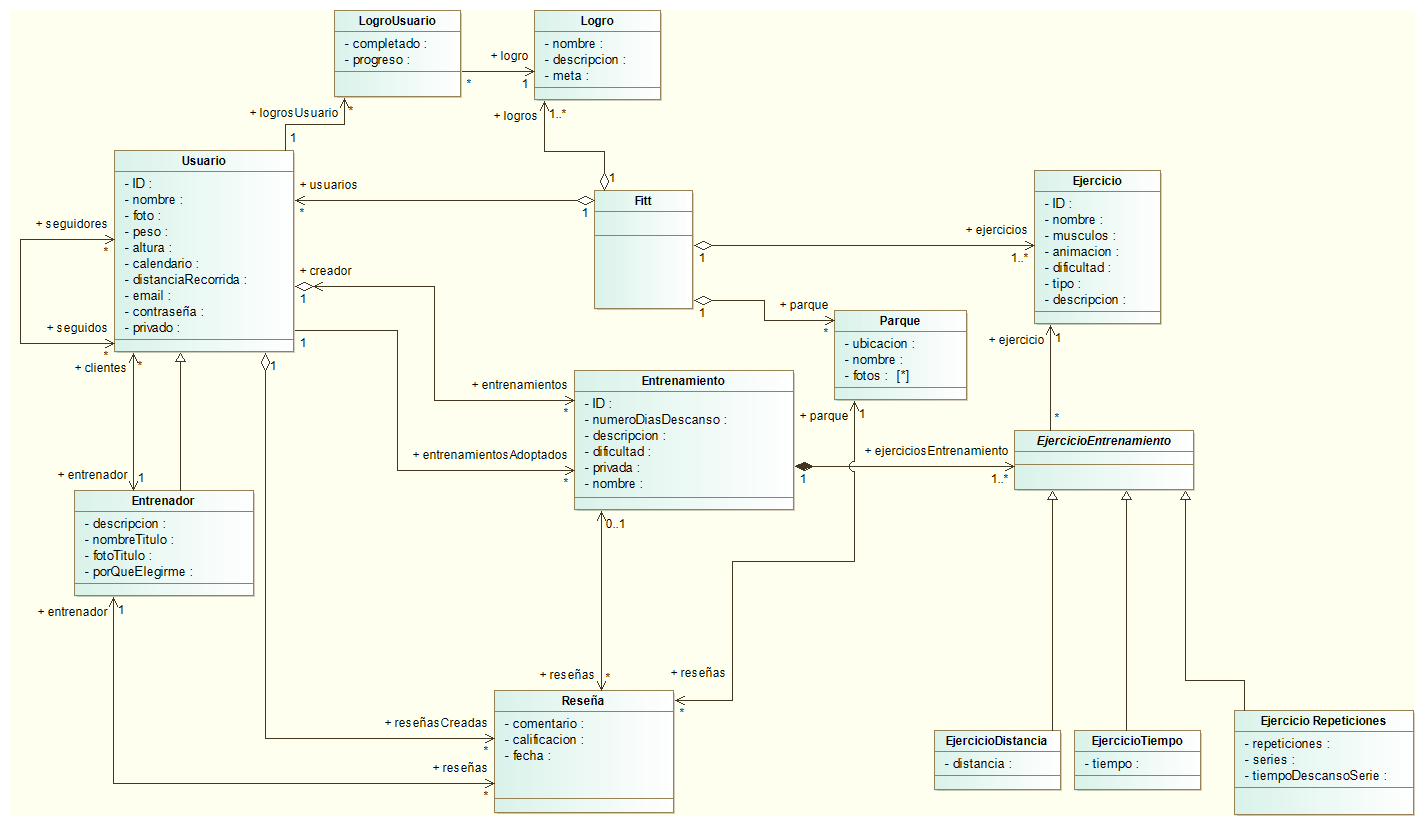 LogroUsuario
- completado :
- progreso :
Logro
- nombre :
- descripcion :
- meta :
+ logro
*
1
+ logrosUsuario
*
1
+ logros
1..*
1
Usuario
- ID :
- nombre :
- foto :
- peso :
- altura :
- calendario :
- distanciaRecorrida :
- email :
- contraseña :
- privado :
+ usuarios
*
1
Fitt
+ seguidores
*
+ seguidos
*
+ creador
1
1
Ejercicio
- ID :
- nombre :
- musculos :
- animacion :
- dificultad :
- tipo :
- descripcion :
+ ejercicios
1..*
1
1
+ parque
*
Parque
- ubicacion :
- nombre :
- fotos : [*]
+ ejercicio
1
*
+ clientes
*
1
+ entrenamientos
*
+ entrenamientosAdoptados
*
Entrenamiento
- ID :
- numeroDiasDescanso :
- descripcion :
- dificultad :
- privada :
- nombre :
+ parque
1
+ ejerciciosEntrenamiento
1
1..*
EjercicioEntrenamiento
+ entrenador
1
Entrenador
- descripcion :
- nombreTitulo :
- fotoTitulo :
- porQueElegirme :
+ entrenador
1
0..1
+ reseñas
*
+ reseñas
*
Reseña
- comentario :
- calificacion :
- fecha :
+ reseñasCreadas
*
+ reseñas
*
EjercicioDistancia
- distancia :
EjercicioTiempo
- tiempo :
Ejercicio Repeticiones
- repeticiones :
- series :
- tiempoDescansoSerie :